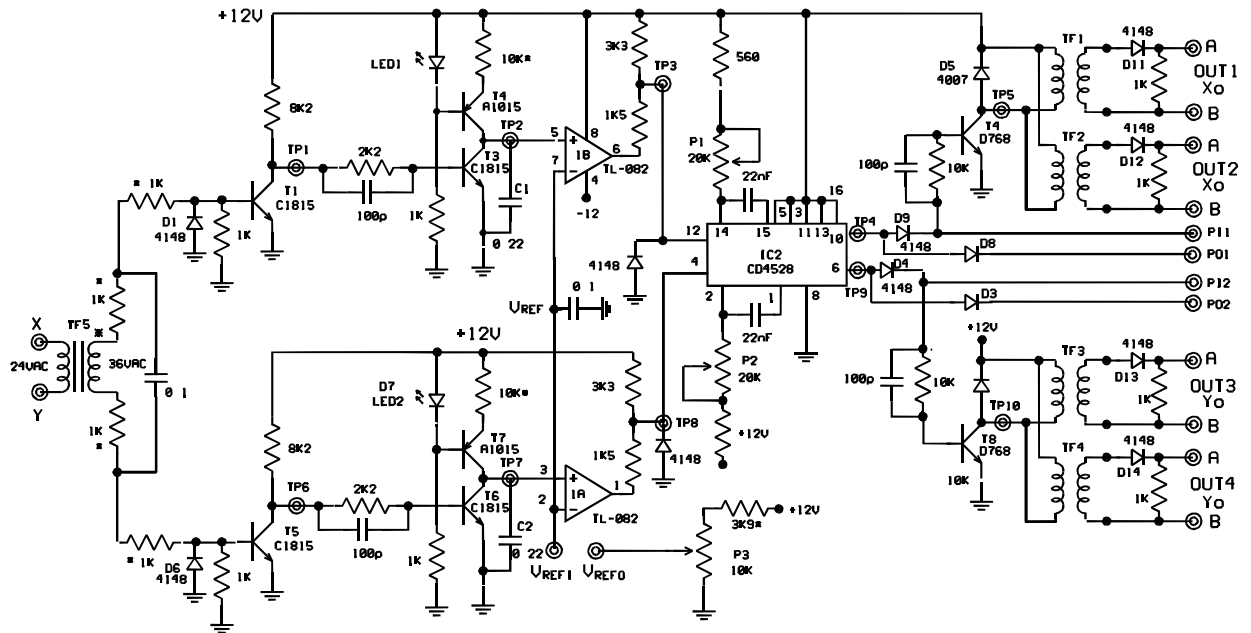 +12V
LED1
10K*
3K3
TP3
560
D5
4007
TP5
TF1
4148
D11
1K
A
OUT1
Xo
B
8K2
T4
A1015
TP2
5
7
+
-
1B
8
6
4
TL-082
-12
1K5
P1
20K
T4
D768
100p
10K
TF2
4148
D12
1K
A
OUT2
Xo
B
TP1
2K2
100p
T3
C1815
C1
0 22
1K
22nF
16
5
3
14
15
11
13
10
12
4
IC2
CD4528
6
2
1
8
TP4
D9
4148
D8
TP9
D4
4148
D3
PI1
PO1
PI2
PO2
* 1K
D1
4148
1K
T1
C1815
4148
VREF
0 1
22nF
1K
*
X
TF5
24VAC
36VAC
Y
0 1
1K
*
+12V
D7
LED2
10K*
3K3
TP8
4148
P2
20K
+12V
+12V
100p
10K
TP10
T8
D768
10K
TF3
4148
D13
1K
A
OUT3
Yo
B
8K2
T7
A1015
TP7
3
2
+
-
1A
1
TL-082
1K5
TF4
4148
D14
1K
A
OUT4
Yo
B
TP6
2K2
100p
T6
C1815
C2
0 22
1K
* 1K
D6
4148
1K
T5
C1815
VREFI
VREFO
3K9*
+12V
P3
10K